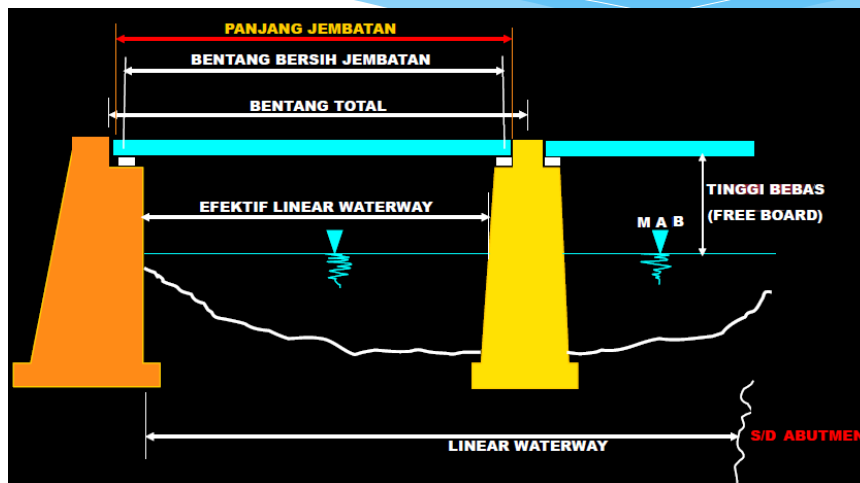 PANJANG JEMBATAN
BENTANG BERSIH JEMBATAN
BENTANG TOTAL
EFEKTIF LINEAR WATERWAY
TINGGI BEBAS
(FREE BOARD)
M A B
LINEAR WATERWAY
S/D ABUTMEN